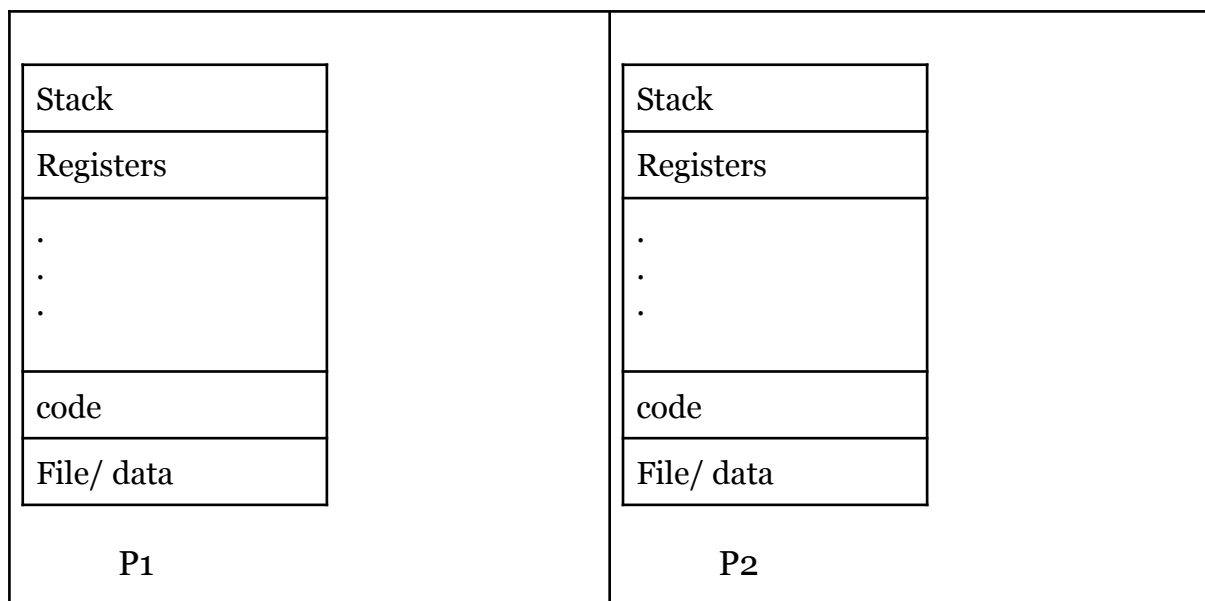 Stack
Registers
.
.
.
code
File/ data
P1
Stack
Registers
.
.
.
code
File/ data
P2